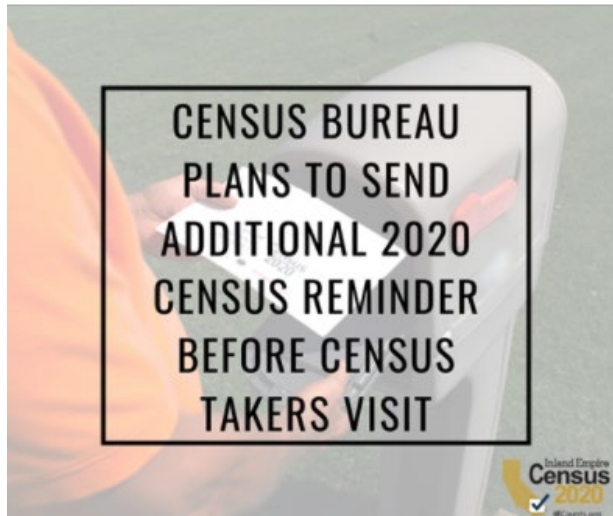 CENSUS BUREAU
PLANS TO SEND
ADDITIONAL 2020
CENSUS REMINDER
BEFORE CENSUS
TAKERS VISIT
Inland Empire
Census
2020